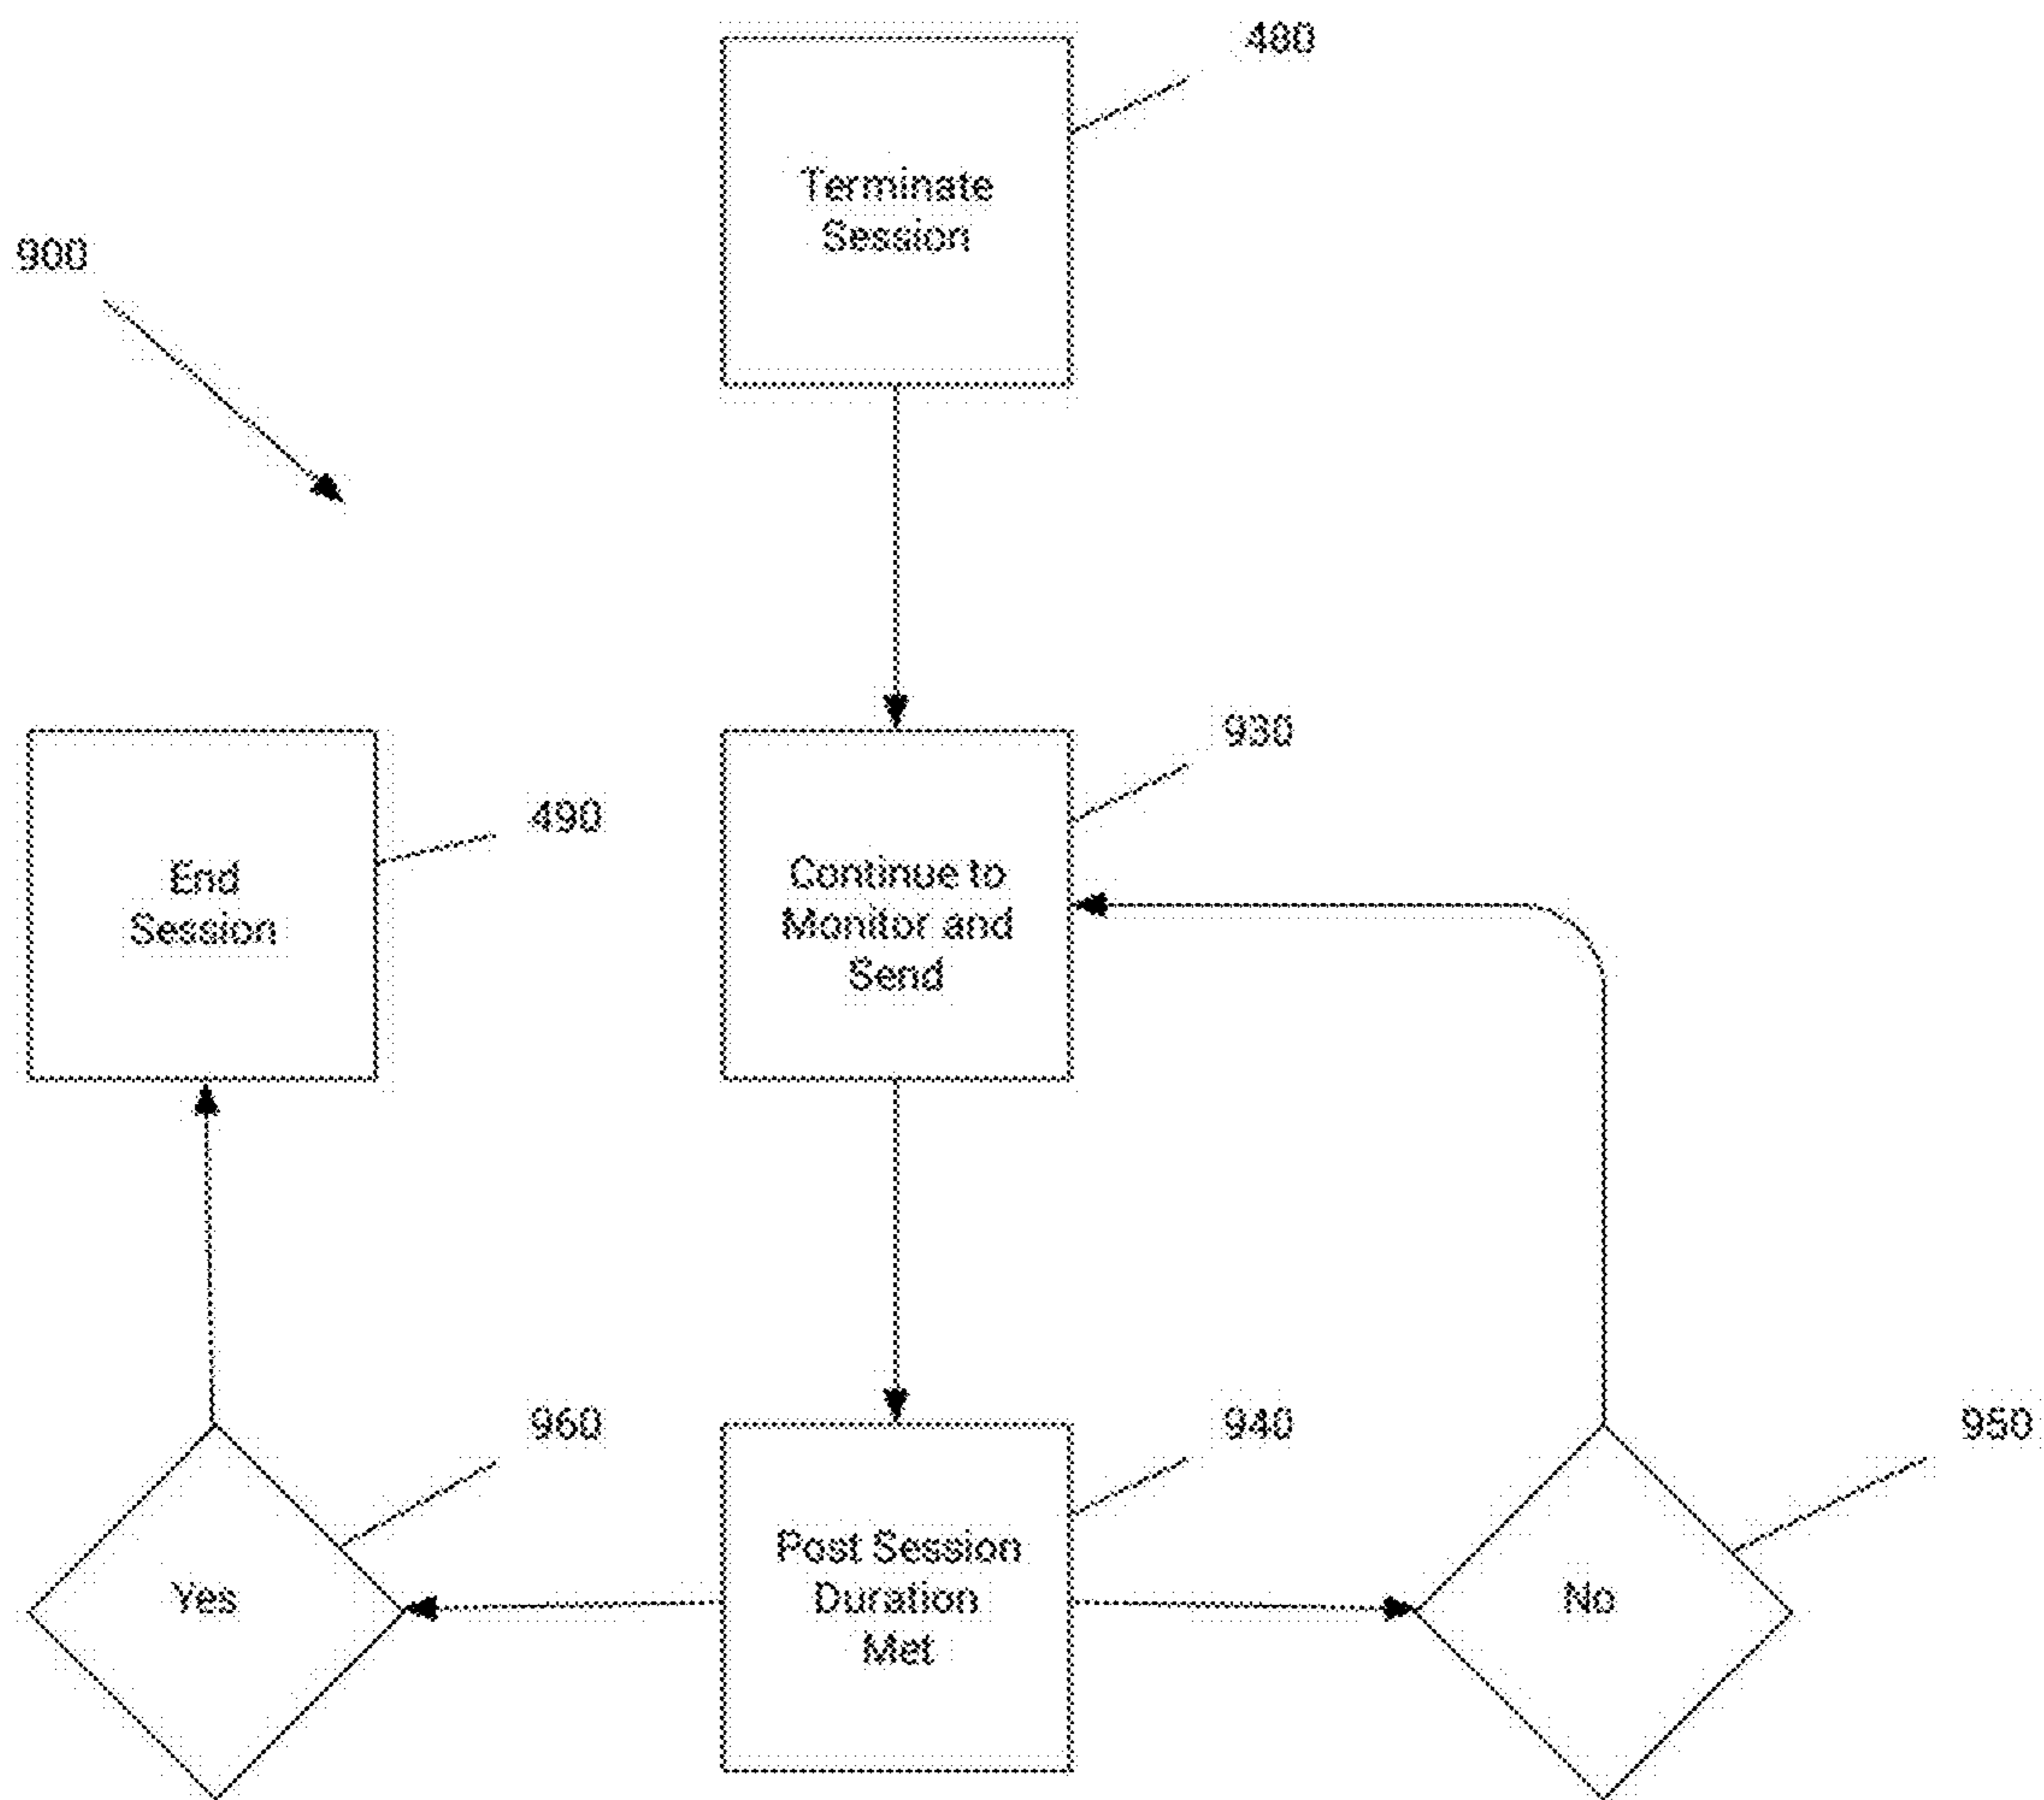 480
Terminate
Session
900
930
490
Continue to
Monitor and
Send
End
Session
960
940
950
Post Session
Duration
Met
Yes
No